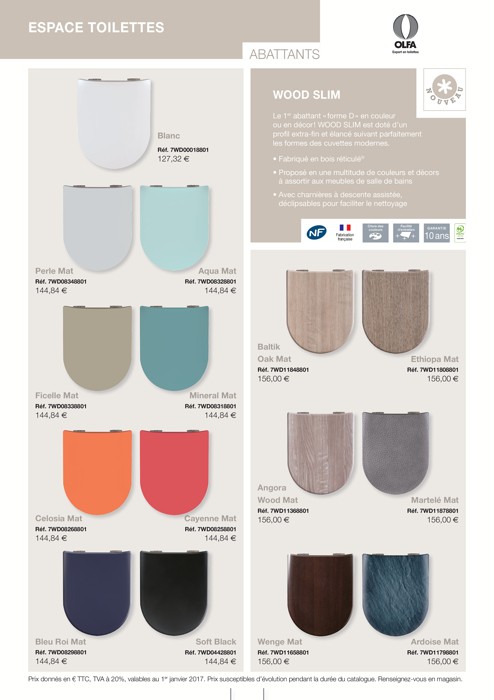 ESPACE TOILETTES
OLFA
ABATTANTS
NOUVEAU
WOOD SLIM
Le 1er abattant «forme D» en couleur
ou en décor! WOOD SLIM est doté d'un
profil extra-fin et élancé suivant parfaitement
les formes des cuvettes modernes.
• Fabriqué en bois réticulé®
• Proposé en une multitude de couleurs et décors
à assortir aux meubles de salle de bains
• Avec charnières à descente assistée,
déclipsables pour faciliter le nettoyage
NF
Fabrication
française
GARANTIE
10 ans
Blanc
Réf. 7WD00018801
127,32 €
Perle Mat
Réf. 7WD08348801
144,84 €
Aqua Mat
Réf. 7WD08328801
144,84 €
Ficelle Mat
Réf. 7WD08338801
144,84 €
Mineral Mat
Réf. 7WD08318801
144,84 €
Celosia Mat
Réf. 7WD08268801
144,84 €
Cayenne Mat
Réf. 7WD08258801
144,84 €
Bleu Roi Mat
Réf. 7WD08298801
144,84 €
Soft Black
Réf. 7WD04428801
144,84 €
Baltik
Oak Mat
Réf. 7WD11848801
156,00 €
Ethiopa Mat
Réf. 7WD11808801
156,00 €
Angora
Wood Mat
Réf. 7WD11368801
156,00 €
Martelé Mat
Réf. 7WD11878801
156,00 €
Wenge Mat
Réf. 7WD11658801
156,00 €
Ardoise Mat
Réf. 7WD11798801
156,00 €
Prix donnés en € TTC, TVA à 20%, valables au 1er janvier 2017. Prix susceptibles d'évolution pendant la durée du catalogue. Renseignez-vous en magasin.